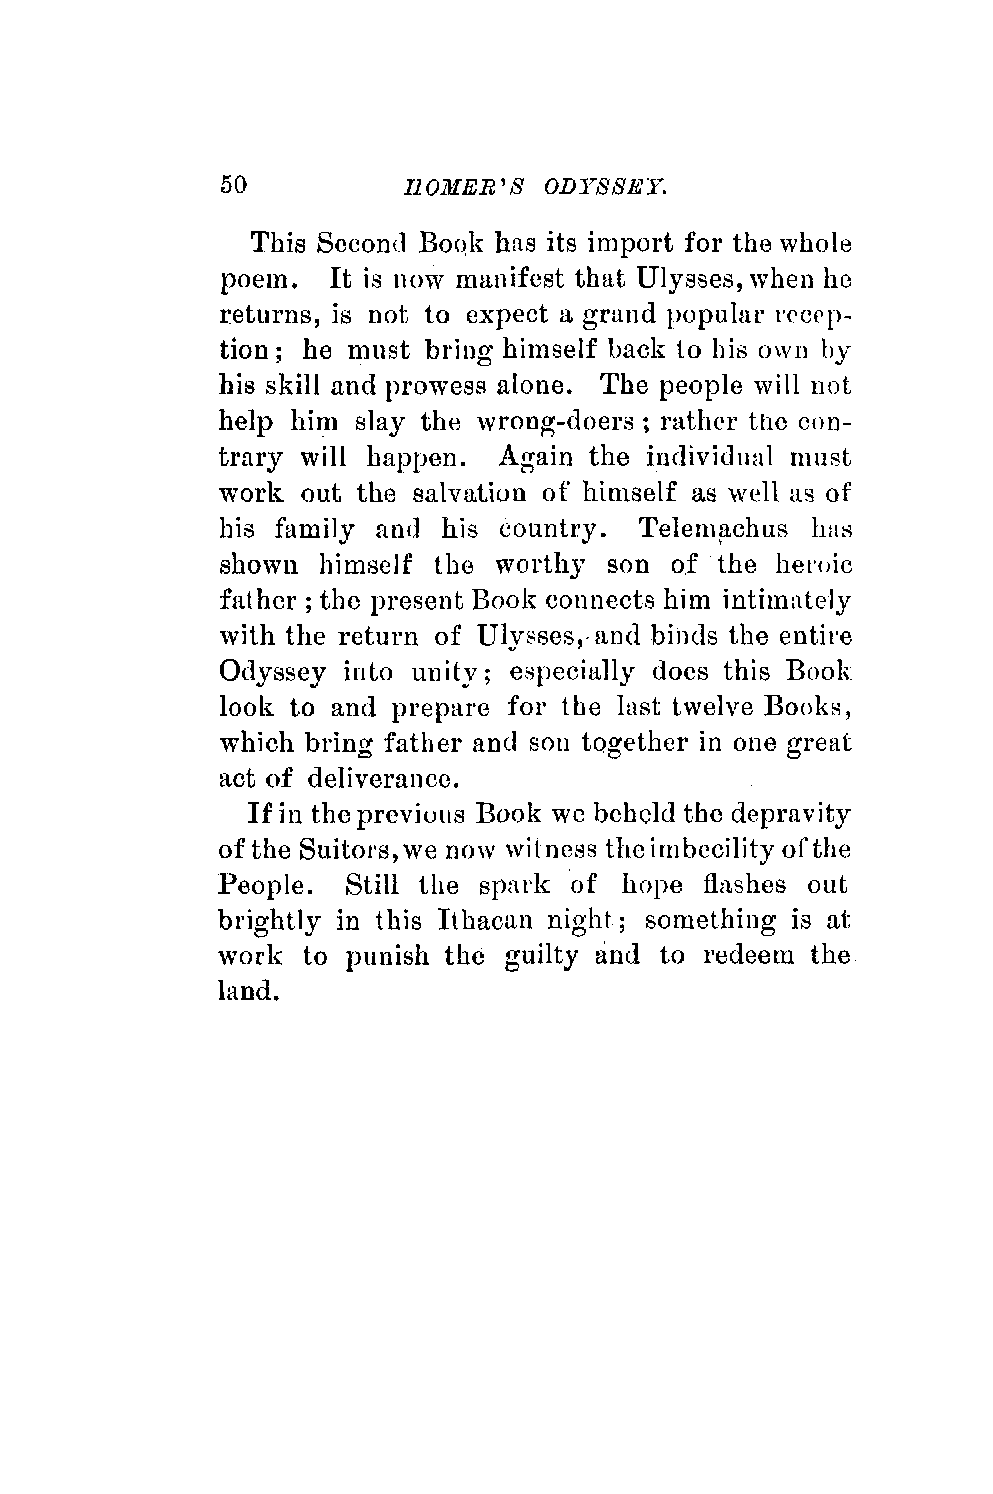 50 HOMER'S ODYSSEY.
This Second Book has its import for the whole
poem. It is now manifest that Ulysses, when he
returns, is not to expect a grand popular recep-
tion; he must bring himself back to his own by
his skill and prowess alone. The people will not
help him slay the wrong-doers; rather the con-
trary will happen. Again the individual must
work out the salvation of himself as well as of
his family and his country. Telemachus has
shown himself the worthy son of the heroic
father; the present Book connects him intimately
with the return of Ulysses, and binds the entire
Odyssey into unity; especially does this Book
look to and prepare for the last twelve Books,
which bring father and son together in one great
act of deliverance.
If in the previous Book we beheld the depravity
of the Suitors, we now witness the imbecility of the
People. Still the spark of hope flashes out
brightly in this Ithacan night; something is at
work to punish the guilty and to redeem the
land.